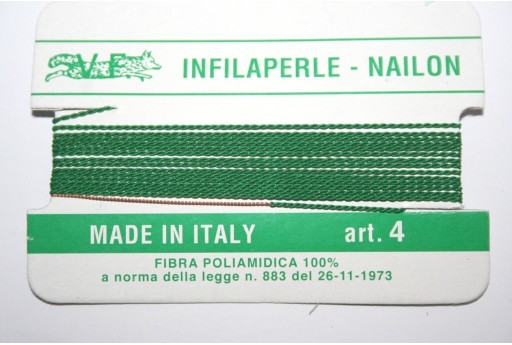 VF
INFILAPERLE - NAILON
MADE IN ITALY art. 4
FIBRA POLIAMIDICA 100%
a norma della legge n. 883 del 26-11-1973